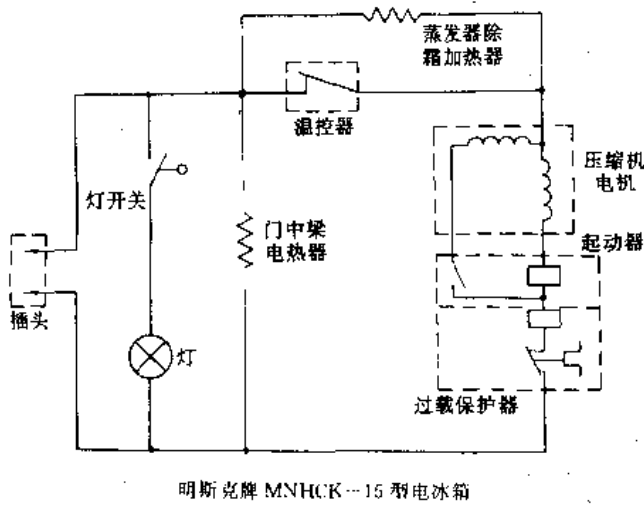 蒸发器除
霜加热器
温控器
压缩机
电机
灯开关
门中梁
电热器
起动器
插头
灯
过载保护器
明斯克牌 MNHCK—15 型电冰箱